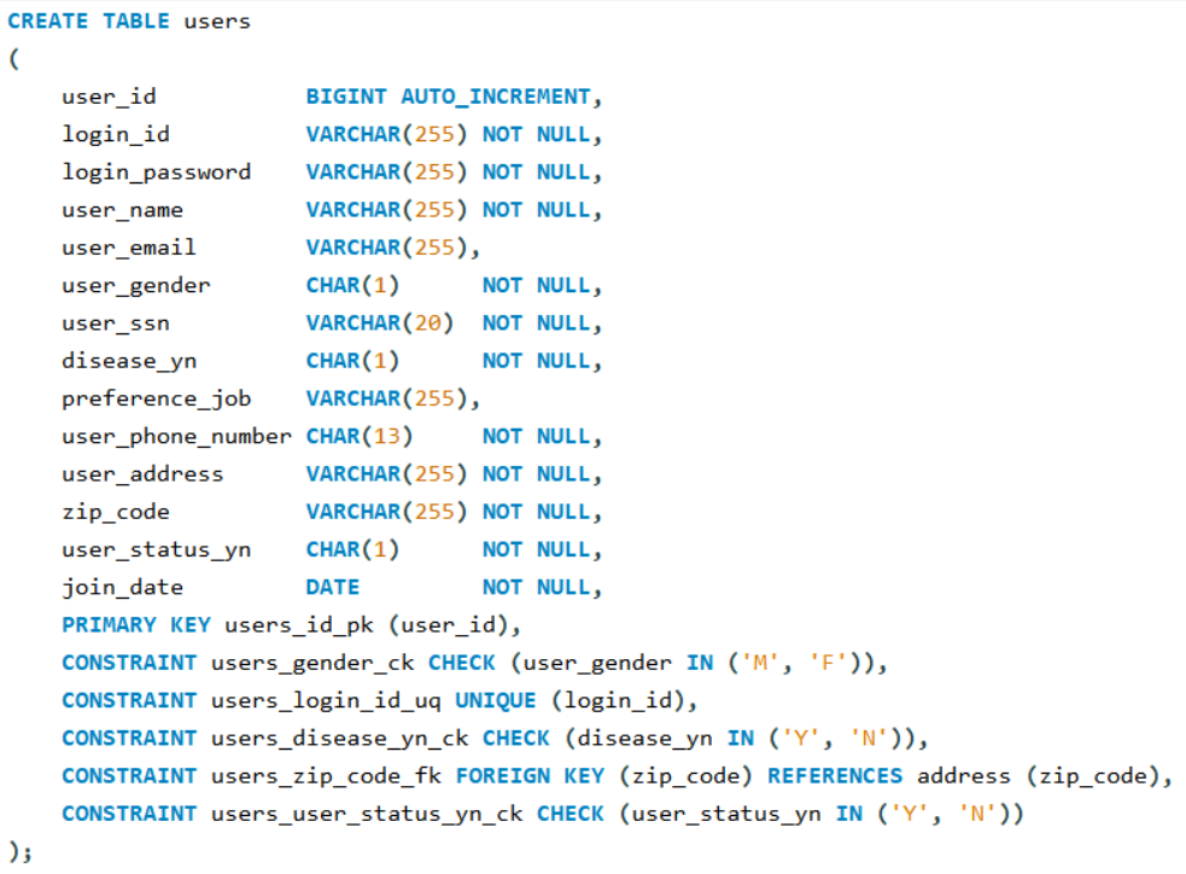 CREATE TABLE users
(
    user_id           BIGINT AUTO_INCREMENT,
    login_id          VARCHAR(255) NOT NULL,
    login_password    VARCHAR(255) NOT NULL,
    user_name         VARCHAR(255) NOT NULL,
    user_email        VARCHAR(255),
    user_gender       CHAR(1)      NOT NULL,
    user_ssn          VARCHAR(20)  NOT NULL,
    disease_yn        CHAR(1)      NOT NULL,
    preference_job    VARCHAR(255),
    user_phone_number CHAR(13)     NOT NULL,
    user_address      VARCHAR(255) NOT NULL,
    zip_code          VARCHAR(255) NOT NULL,
    user_status_yn    CHAR(1)      NOT NULL,
    join_date         DATE         NOT NULL,
    PRIMARY KEY users_id_pk (user_id),
    CONSTRAINT users_gender_ck CHECK (user_gender IN ('M', 'F')),
    CONSTRAINT users_login_id_uq UNIQUE (login_id),
    CONSTRAINT users_disease_yn_ck CHECK (disease_yn IN ('Y', 'N')),
    CONSTRAINT users_zip_code_fk FOREIGN KEY (zip_code) REFERENCES address (zip_code),
    CONSTRAINT users_user_status_yn_ck CHECK (user_status_yn IN ('Y', 'N'))
);